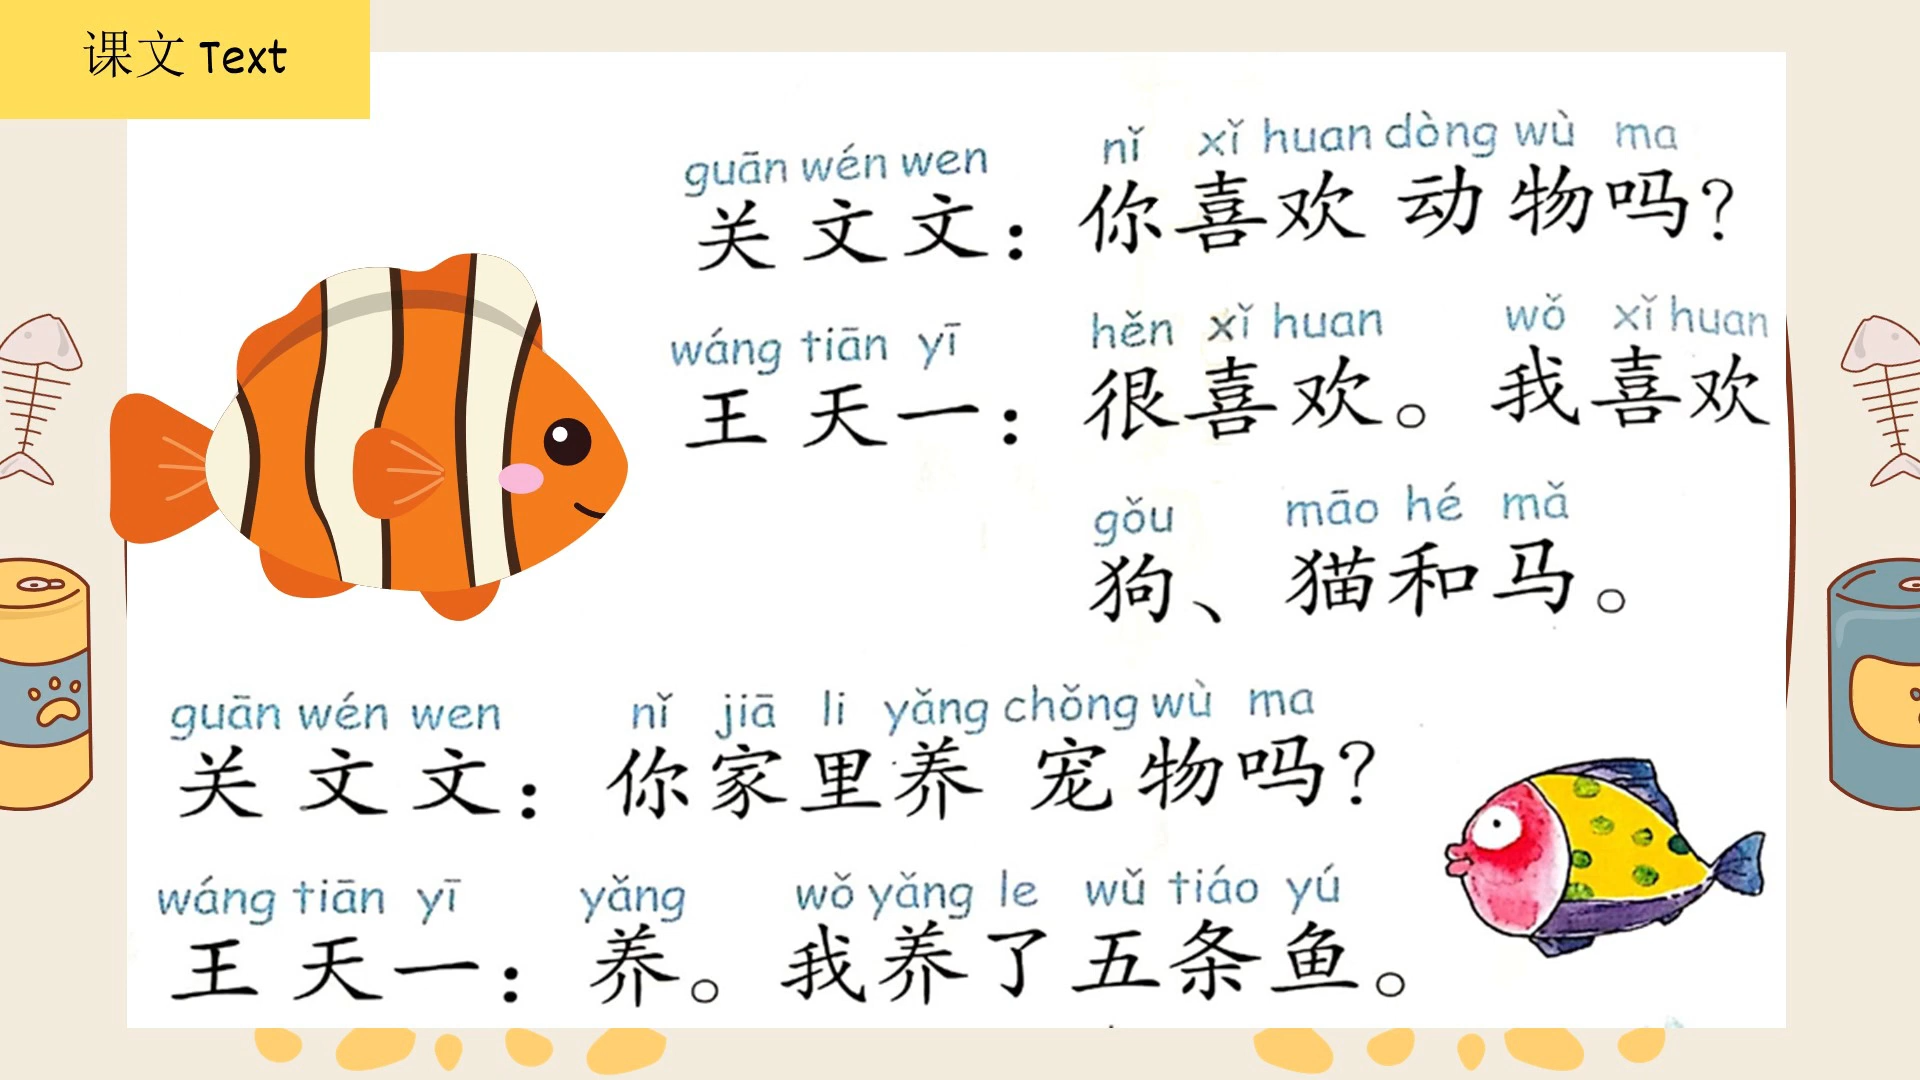 课文 Text
guān wén wen nǐ xǐ huan dòng wù ma
关文文：你喜欢动物吗？
wáng tiān yī hěn xǐ huan wǒ xǐ huan
王天一：很喜欢。我喜欢
gǒu māo hé mǎ
狗、猫和马。
guān wén wen nǐ jiā li yǎng chǒng wù ma
关文文：你家里养宠物吗？
wáng tiān yī yǎng wǒ yǎng le wǔ tiáo yú
王天一：养。我养了五条鱼。